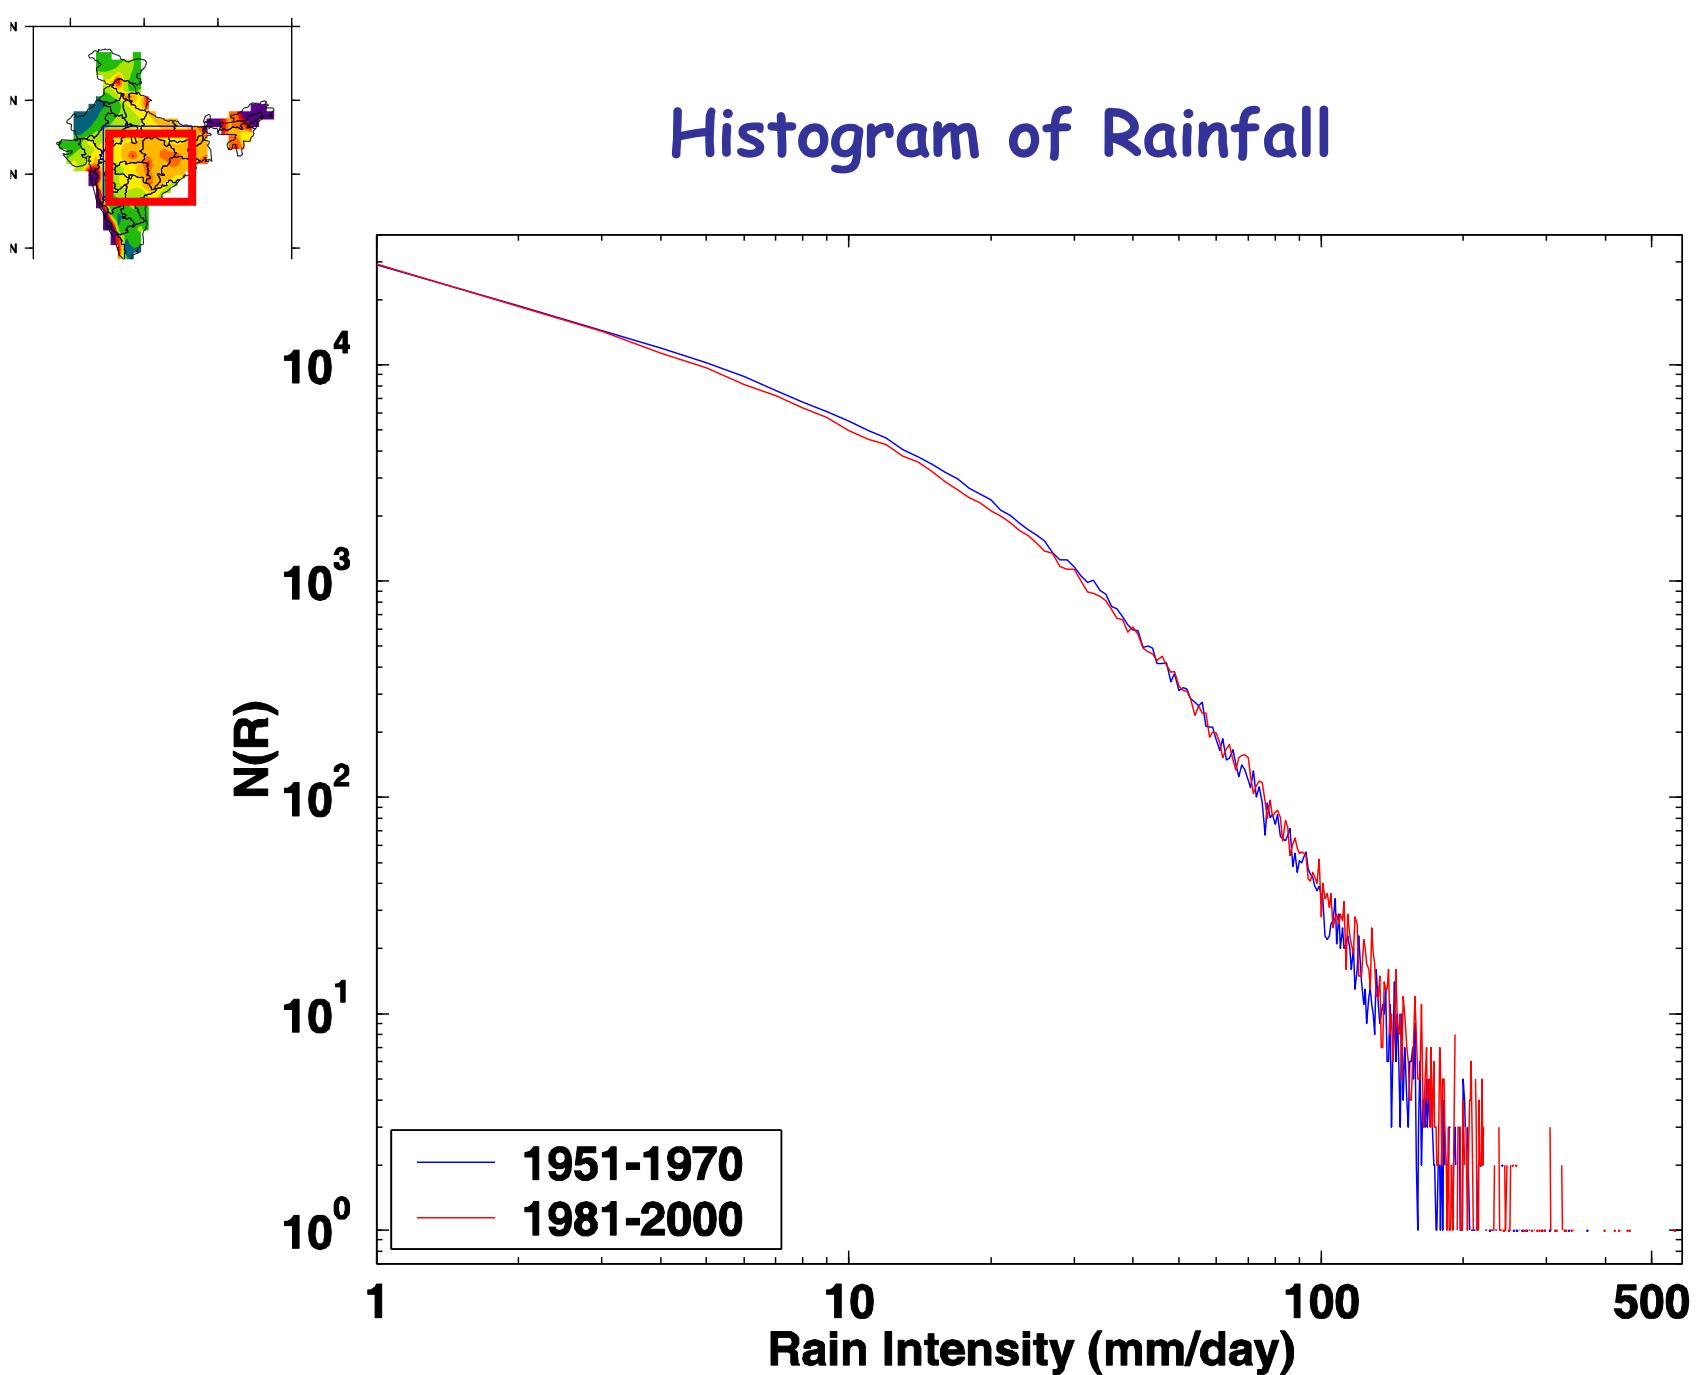 N
N
N
N
Histogram of Rainfall
10^4
10^3
10^2
10^1
10^0
N(R)
1951-1970
1981-2000
1 10 100 500
Rain Intensity (mm/day)